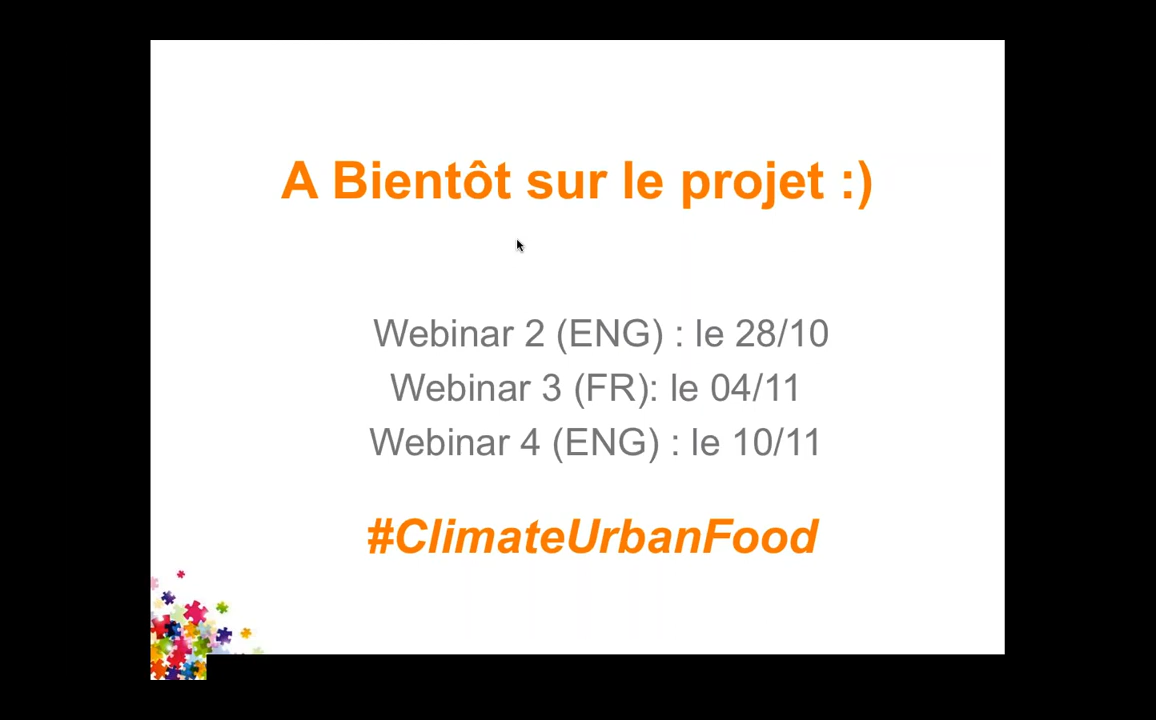 A Bientôt sur le projet :)
Webinar 2 (ENG) : le 28/10
Webinar 3 (FR): le 04/11
Webinar 4 (ENG) : le 10/11
#ClimateUrbanFood